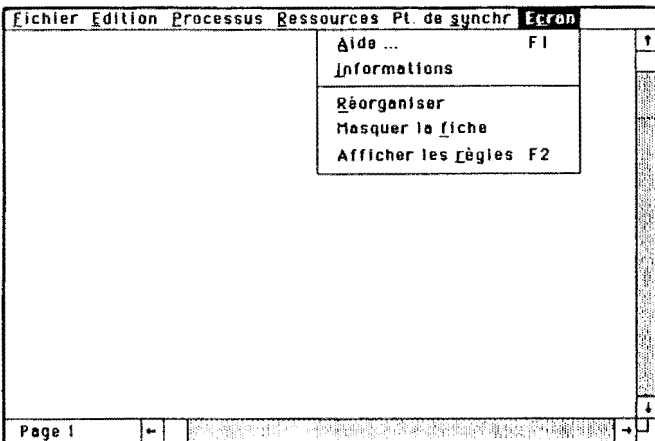 Fichier Edition Processus Ressources Pt. de synchr Ecran
Aide ... F1
Informations
Réorganiser
Masquer la fiche
Afficher les règles F2
Page 1